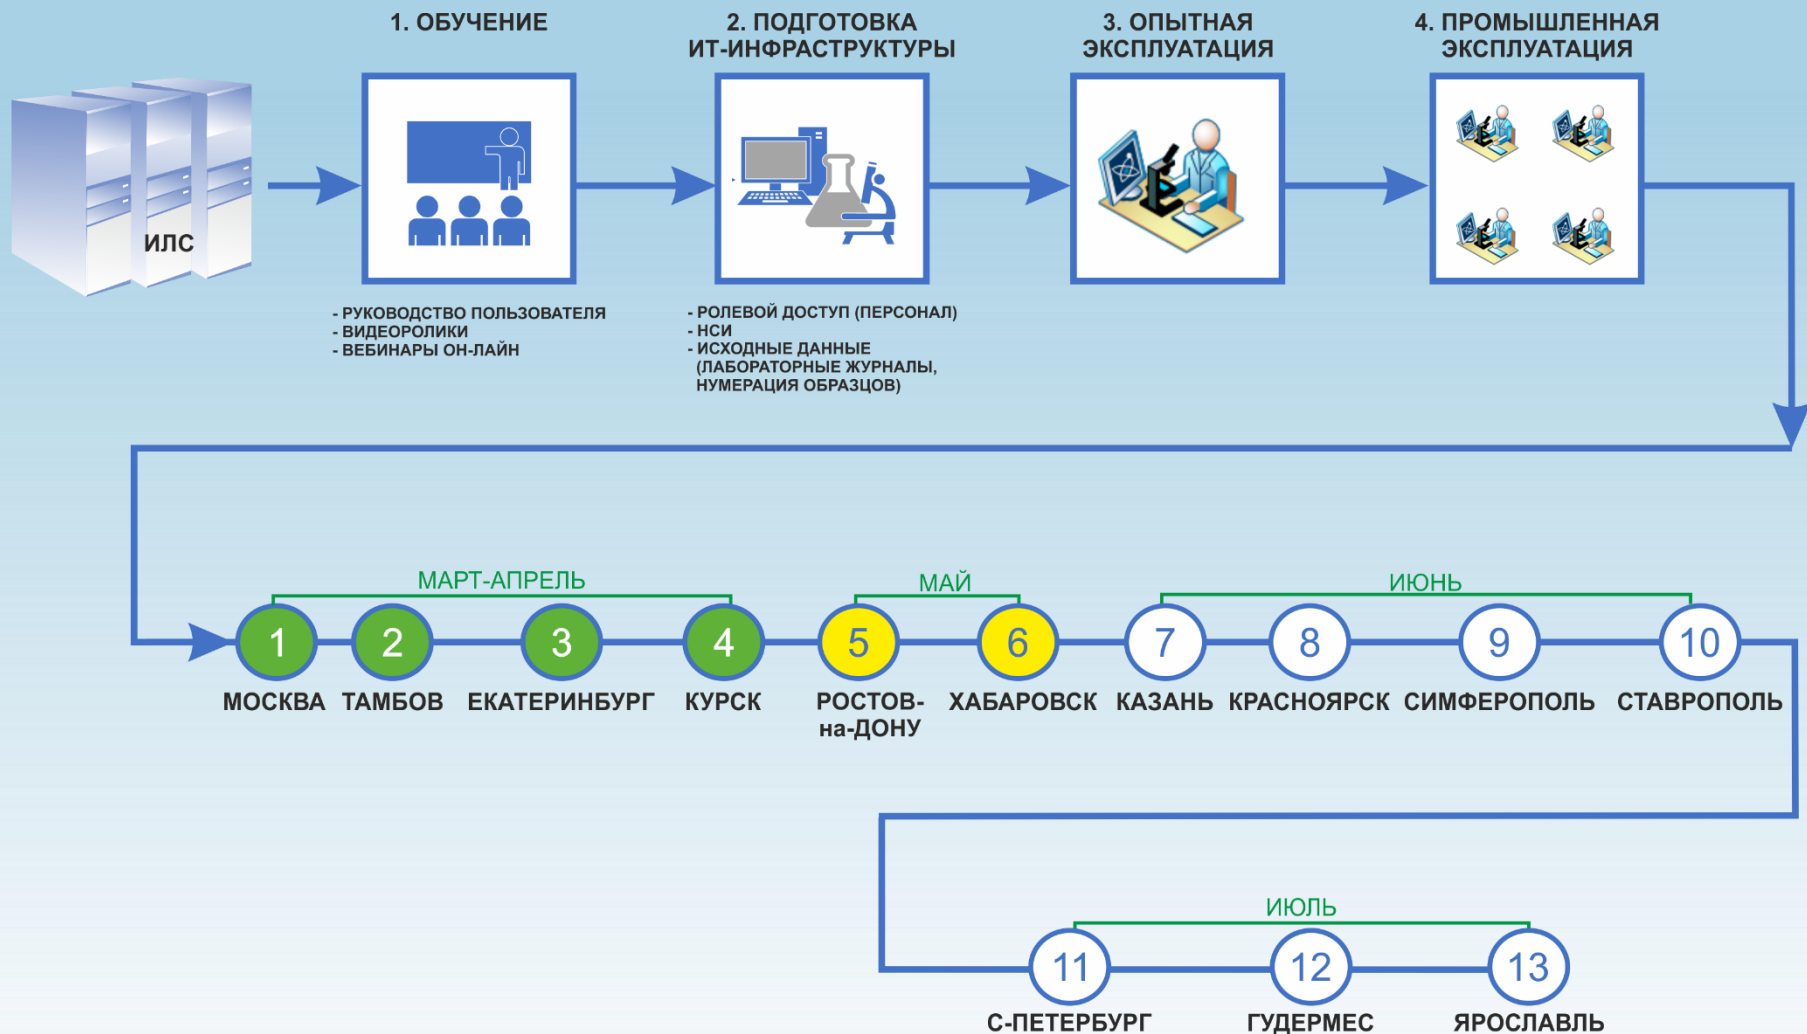 1. ОБУЧЕНИЕ
2. ПОДГОТОВКА
ИТ-ИНФРАСТРУКТУРЫ
3. ОПЫТНАЯ
ЭКСПЛУАТАЦИЯ
4. ПРОМЫШЛЕННАЯ
ЭКСПЛУАТАЦИЯ
ИЛС
- РУКОВОДСТВО ПОЛЬЗОВАТЕЛЯ
- ВИДЕОРОЛИКИ
- ВЕБИНАРЫ ОН-ЛАЙН
- РОЛЕВОЙ ДОСТУП (ПЕРСОНАЛ)
- НСИ
- ИСХОДНЫЕ ДАННЫЕ
(ЛАБОРАТОРНЫЕ ЖУРНАЛЫ,
НУМЕРАЦИЯ ОБРАЗЦОВ)
МАРТ-АПРЕЛЬ
МАЙ
ИЮНЬ
1 2 3 4 5 6 7 8 9 10
МОСКВА ТАМБОВ ЕКАТЕРИНБУРГ КУРСК РОСТОВ- ХАБАРОВСК КАЗАНЬ КРАСНОЯРСК СИМФЕРОПОЛЬ СТАВРОПОЛЬ
на-ДОНУ
ИЮЛЬ
11 12 13
С-ПЕТЕРБУРГ ГУДЕРМЕС ЯРОСЛАВЛЬ